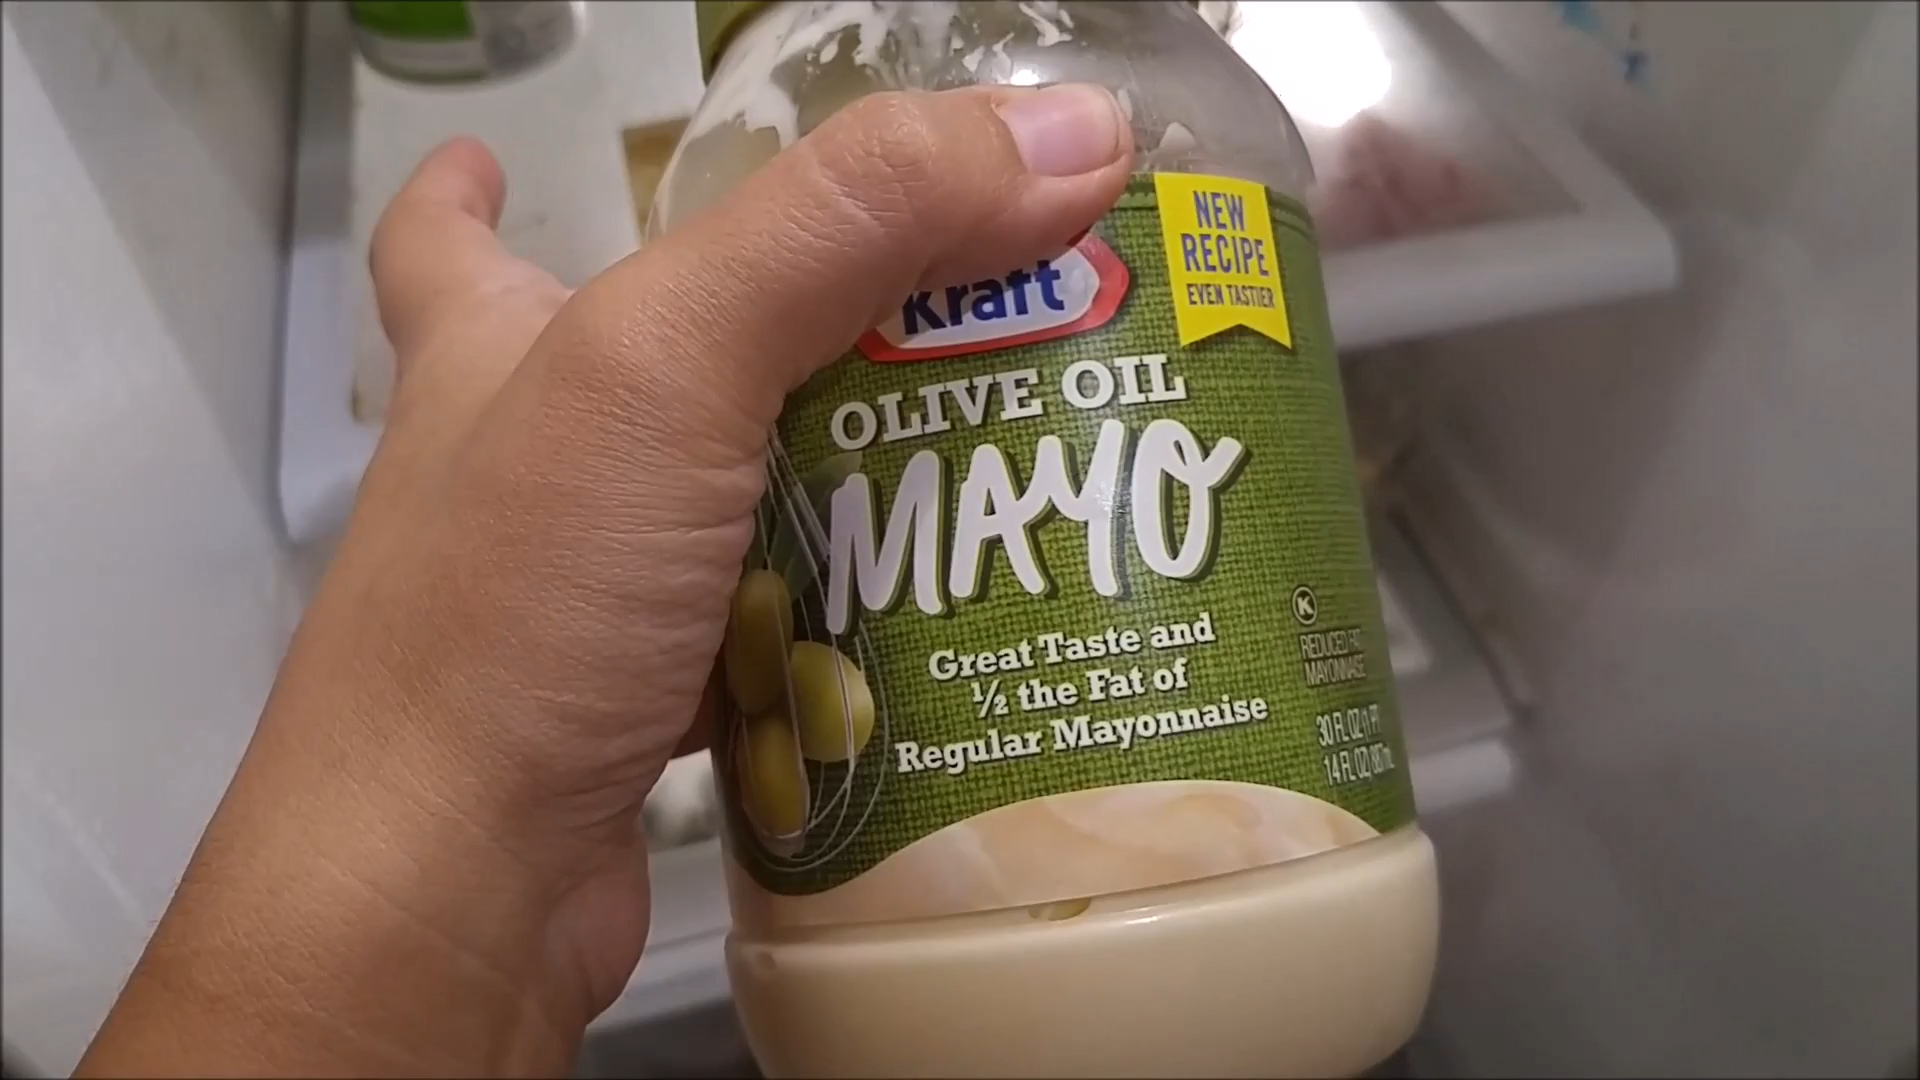 Kraft
NEW
RECIPE
EVEN TASTIER
OLIVE OIL
MAYO
Great Taste and
½ the Fat of
Regular Mayonnaise
K
REDUCED FAT
MAYONNAISE
30 FL OZ (1 PT
14 FL OZ) 887mL